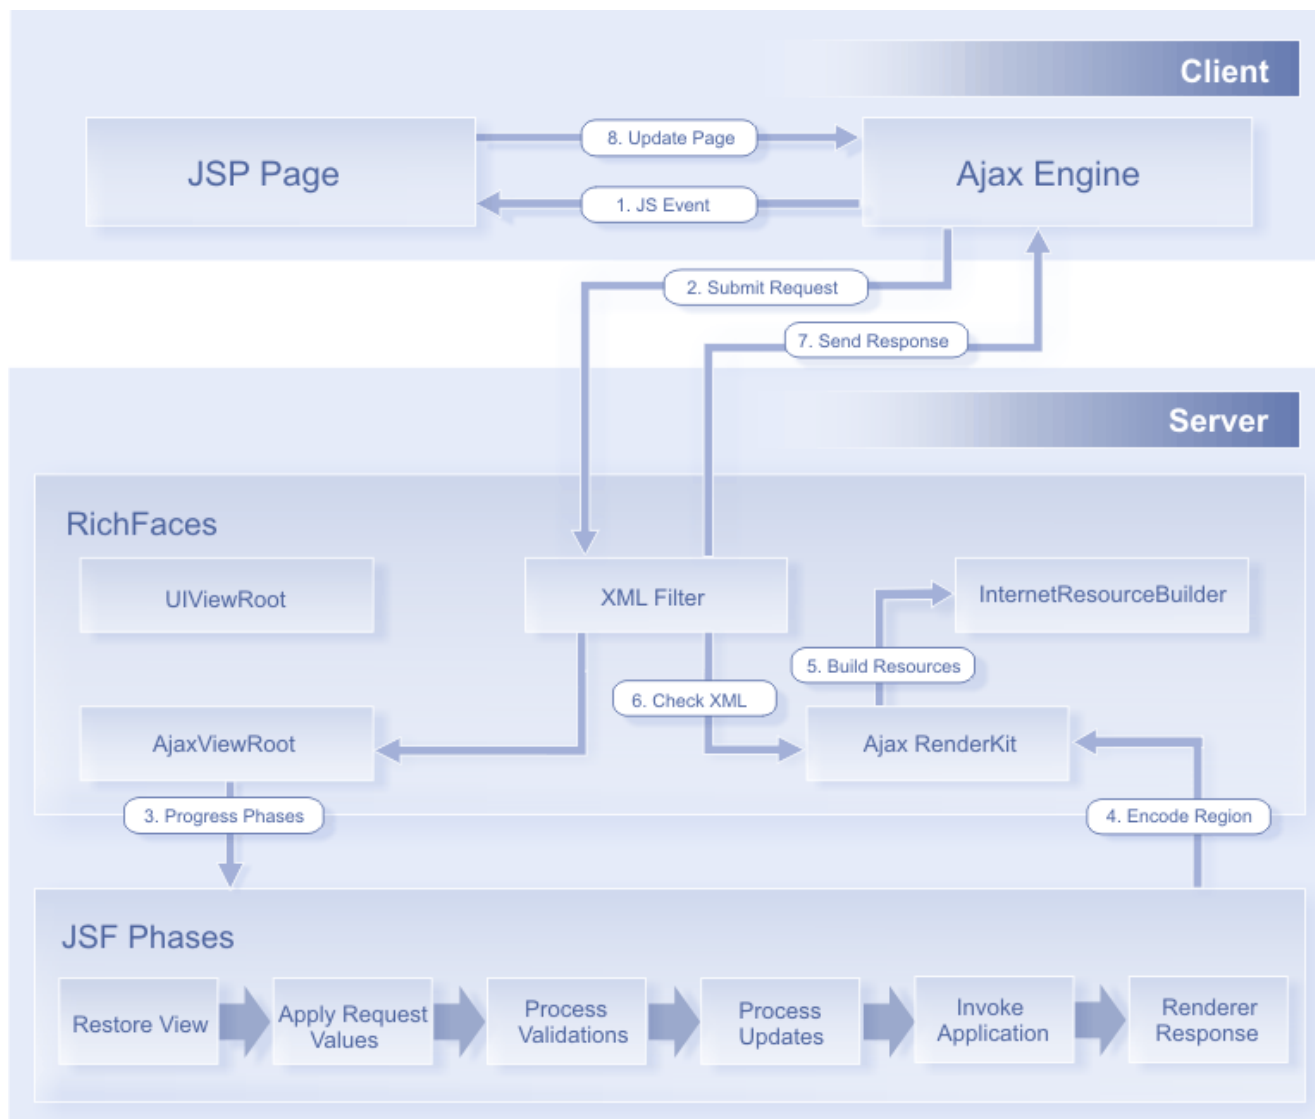 Client
8. Update Page
JSP Page
Ajax Engine
1. JS Event
2. Submit Request
7. Send Response
Server
RichFaces
UIViewRoot
XML Filter
InternetResourceBuilder
5. Build Resources
6. Check XML
AjaxViewRoot
Ajax RenderKit
3. Progress Phases
4. Encode Region
JSF Phases
Restore View
Apply Request
Values
Process
Validations
Process
Updates
Invoke
Application
Renderer
Response